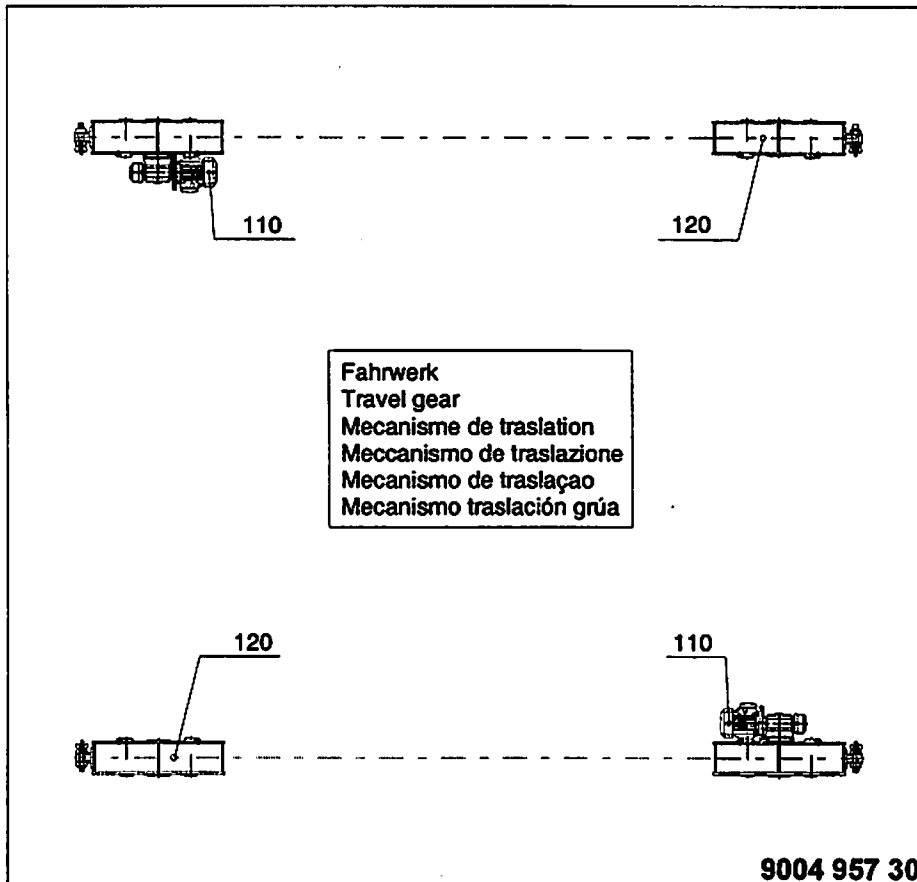 110
120
Fahrwerk
Travel gear
Mecanisme de traslation
Meccanismo de traslazione
Mecanismo de traslaçao
Mecanismo traslación grúa
120
110
9004 957 30